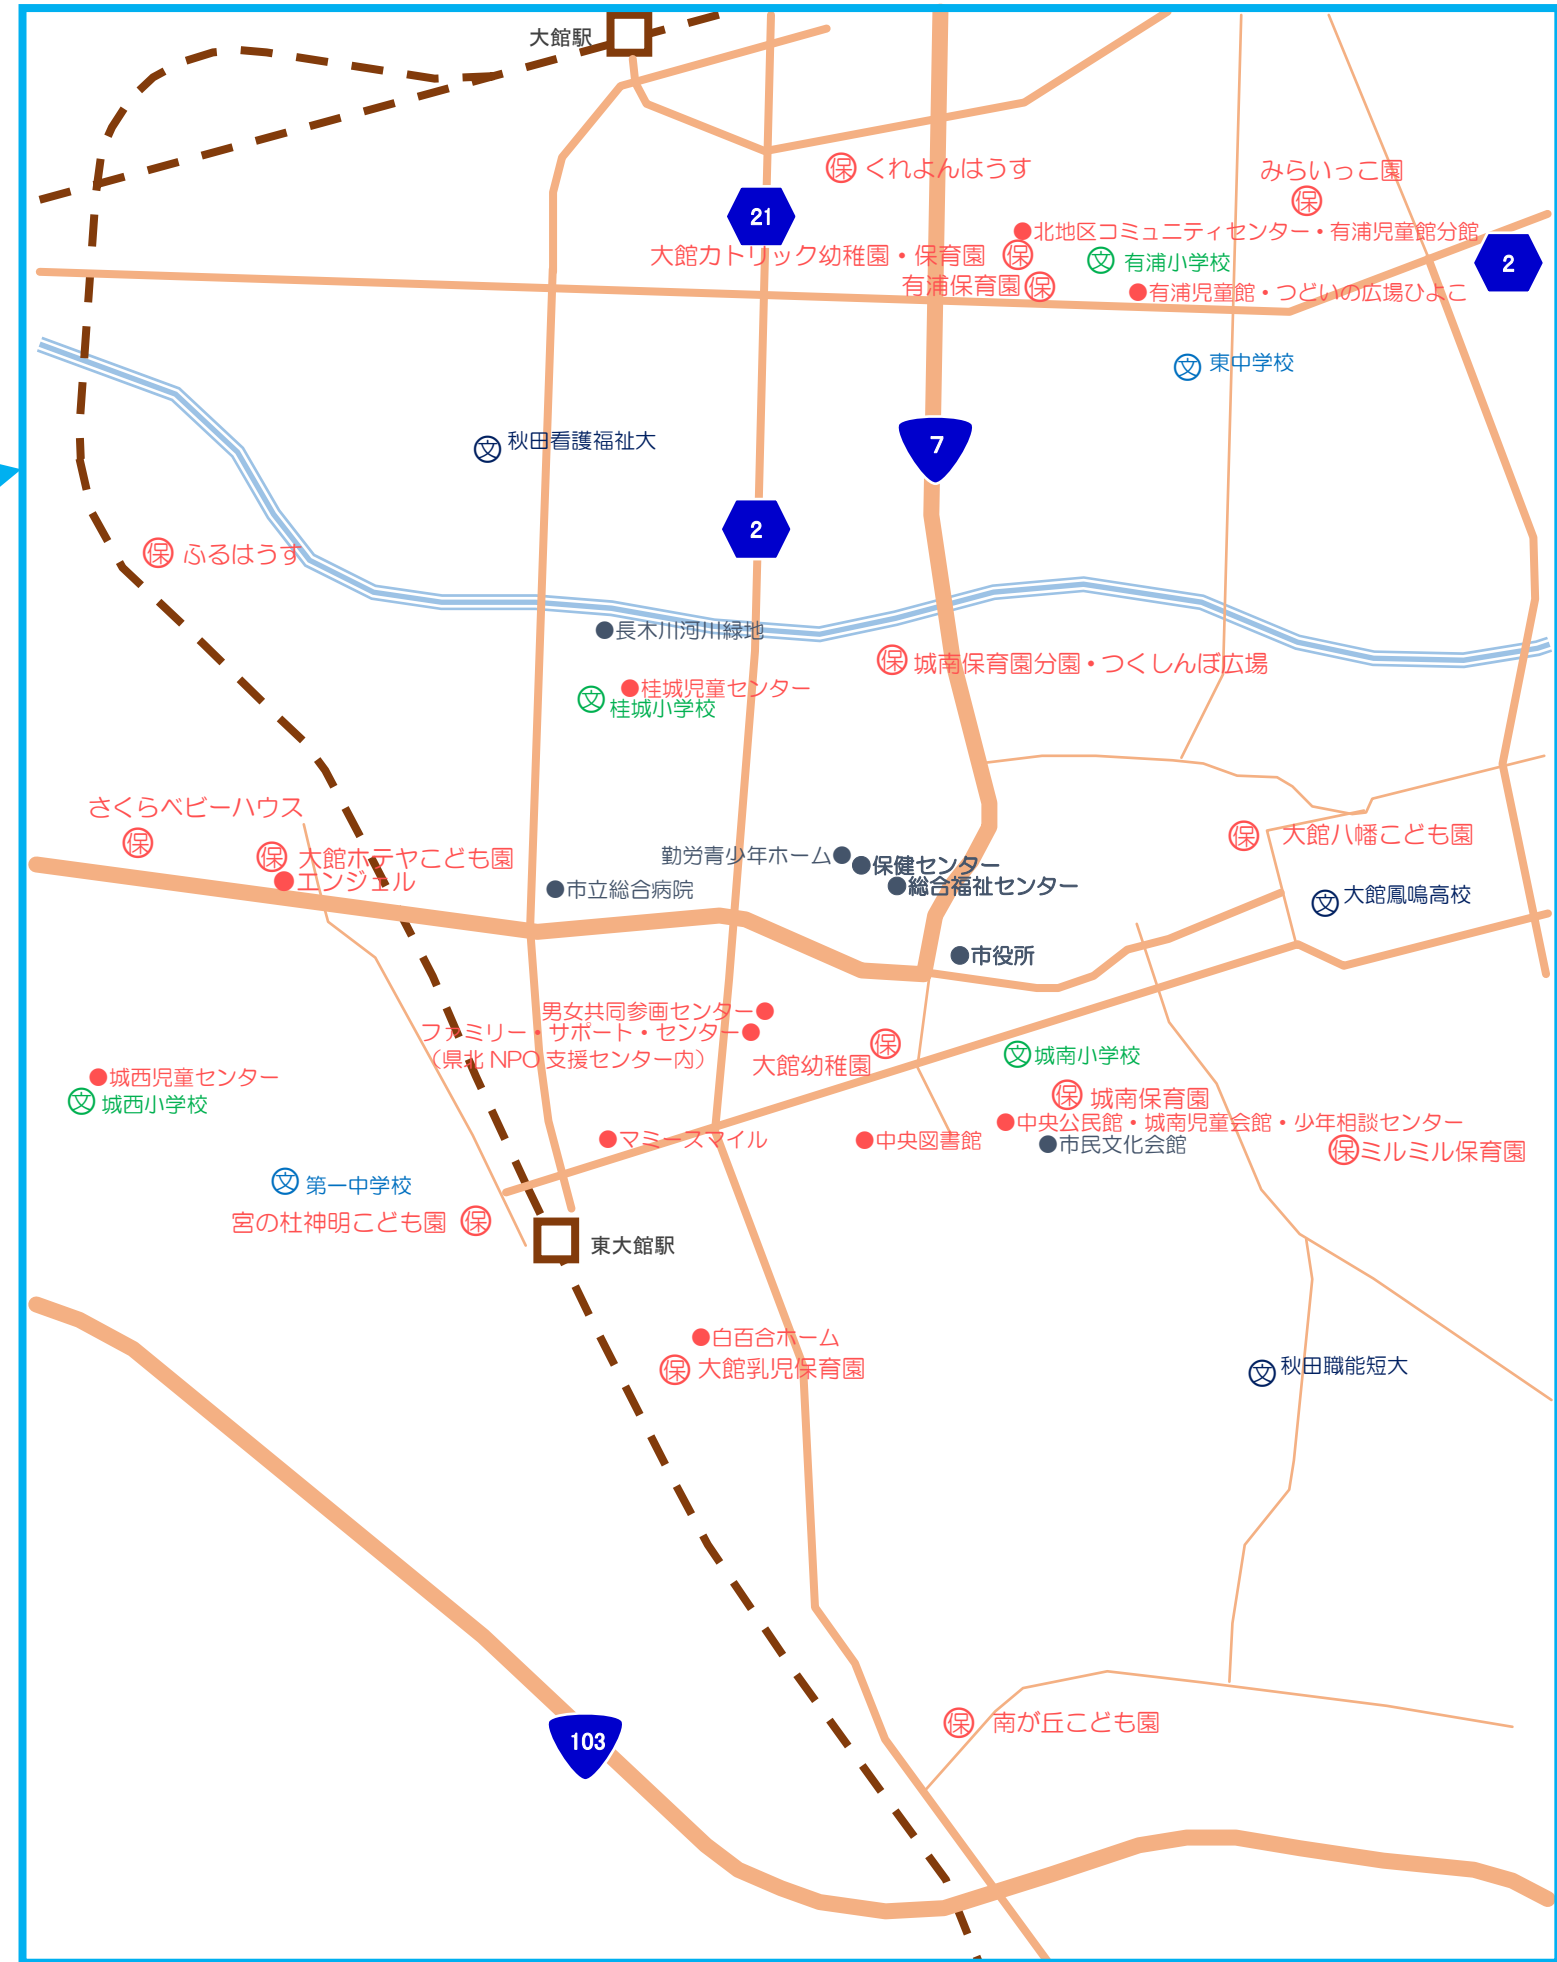 大館駅
保 くれよんはうす
みらいっこ園
保
21
北地区コミュニティセンター・有浦児童館分館
大館カトリック幼稚園・保育園 保
文 有浦小学校
2
有浦保育園 保
有浦児童館・つどいの広場ひよこ
文 東中学校
文 秋田看護福祉大
7
2
保 ふるはうす
長木川河川緑地
保 城南保育園分園・つくしんぼ広場
桂城児童センター
文 桂城小学校
さくらベビーハウス
保
保 大館ホテヤこども園
エンジェル
勤労青少年ホーム
保健センター
総合福祉センター
市立総合病院
保 大館八幡こども園
文 大館鳳鳴高校
市役所
男女共同参画センター
ファミリー・サポート・センター
（県北 NPO 支援センター内）
保
大館幼稚園
文 城南小学校
城西児童センター
文 城西小学校
保 城南保育園
中央公民館・城南児童会館・少年相談センター
マミースマイル
中央図書館
市民文化会館
保 ミルミル保育園
文 第一中学校
宮の杜神明こども園 保
東大館駅
白百合ホーム
保 大館乳児保育園
文 秋田職能短大
保 南が丘こども園
103